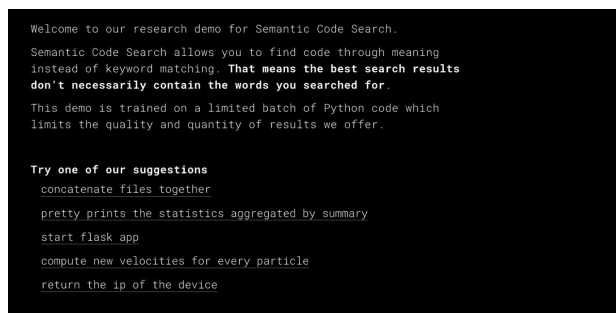 Welcome to our research demo for Semantic Code Search.
Semantic Code Search allows you to find code through meaning
instead of keyword matching. That means the best search results
don't necessarily contain the words you searched for.
This demo is trained on a limited batch of Python code which
limits the quality and quantity of results we offer.
Try one of our suggestions
concatenate files together
pretty prints the statistics aggregated by summary
start flask app
compute new velocities for every particle
return the ip of the device